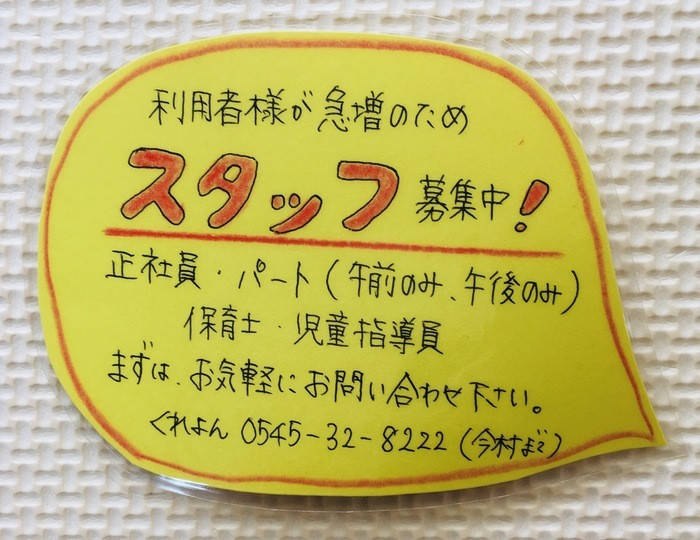 利用者様が急増のため
スタッフ募集中!
正社員・パート(午前のみ、午後のみ)
保育士・児童指導員
まずは、お気軽にお問い合わせ下さい。
くれよん 0545-32-8222(今村まで)